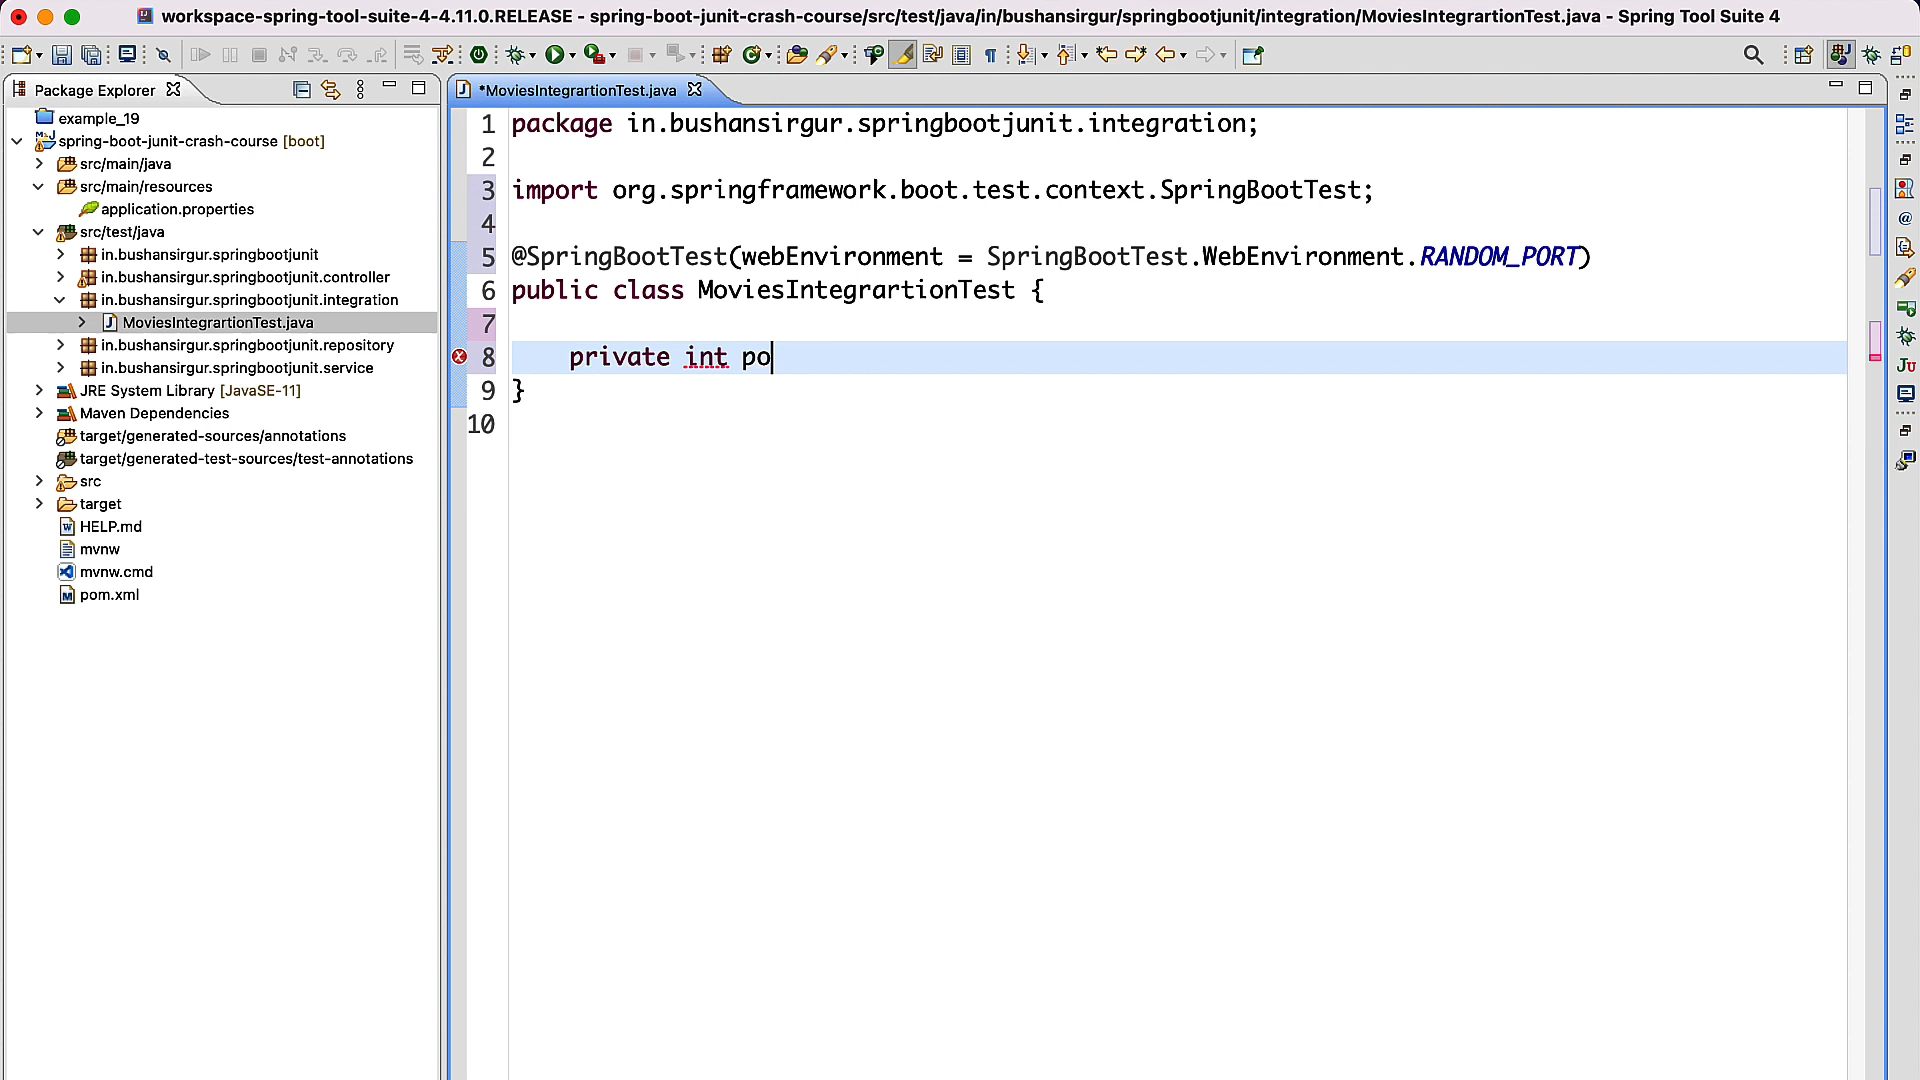 workspace-spring-tool-suite-4-4.11.0.RELEASE - spring-boot-junit-crash-course/src/test/java/in/bushansirgur/springbootjunit/integration/MoviesIntegrartionTest.java - Spring Tool Suite 4
Package Explorer
example_19
spring-boot-junit-crash-course [boot]
src/main/java
src/main/resources
application.properties
src/test/java
in.bushansirgur.springbootjunit
in.bushansirgur.springbootjunit.controller
in.bushansirgur.springbootjunit.integration
MoviesIntegrartionTest.java
in.bushansirgur.springbootjunit.repository
in.bushansirgur.springbootjunit.service
JRE System Library [JavaSE-11]
Maven Dependencies
target/generated-sources/annotations
target/generated-test-sources/test-annotations
src
target
HELP.md
mvnw
mvnw.cmd
pom.xml
*MoviesIntegrartionTest.java
1 package in.bushansirgur.springbootjunit.integration;
2
3 import org.springframework.boot.test.context.SpringBootTest;
4
5 @SpringBootTest(webEnvironment = SpringBootTest.WebEnvironment.RANDOM_PORT)
6 public class MoviesIntegrartionTest {
7
8 private int po
9 }
10